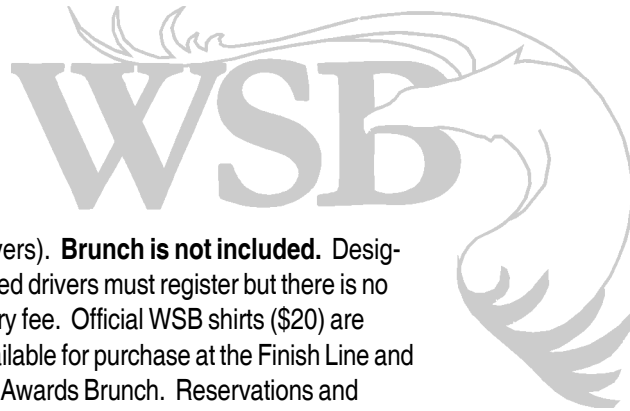 WSB
vers). Brunch is not included. Desig-
ed drivers must register but there is no
ry fee. Official WSB shirts ($20) are
ailable for purchase at the Finish Line and
Awards Brunch. Reservations and